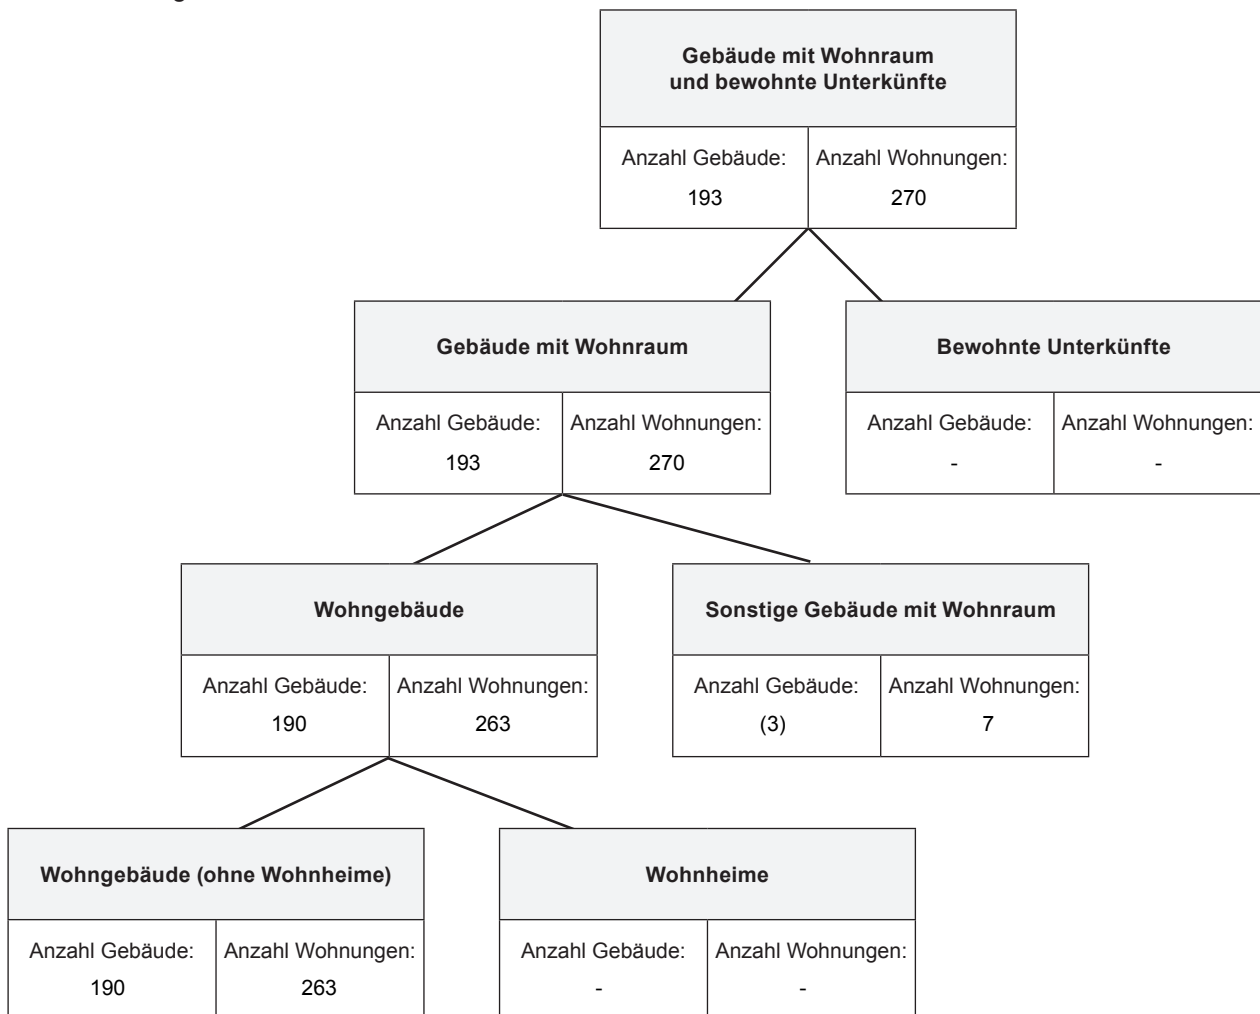 Gebäude mit Wohnraum
und bewohnte Unterkünfte
Anzahl Gebäude: Anzahl Wohnungen:
193 270
Gebäude mit Wohnraum Bewohnte Unterkünfte
Anzahl Gebäude: Anzahl Wohnungen: Anzahl Gebäude: Anzahl Wohnungen:
193 270 - -
Wohngebäude Sonstige Gebäude mit Wohnraum
Anzahl Gebäude: Anzahl Wohnungen: Anzahl Gebäude: Anzahl Wohnungen:
190 263 (3) 7
Wohngebäude (ohne Wohnheime) Wohnheime
Anzahl Gebäude: Anzahl Wohnungen: Anzahl Gebäude: Anzahl Wohnungen:
190 263 - -